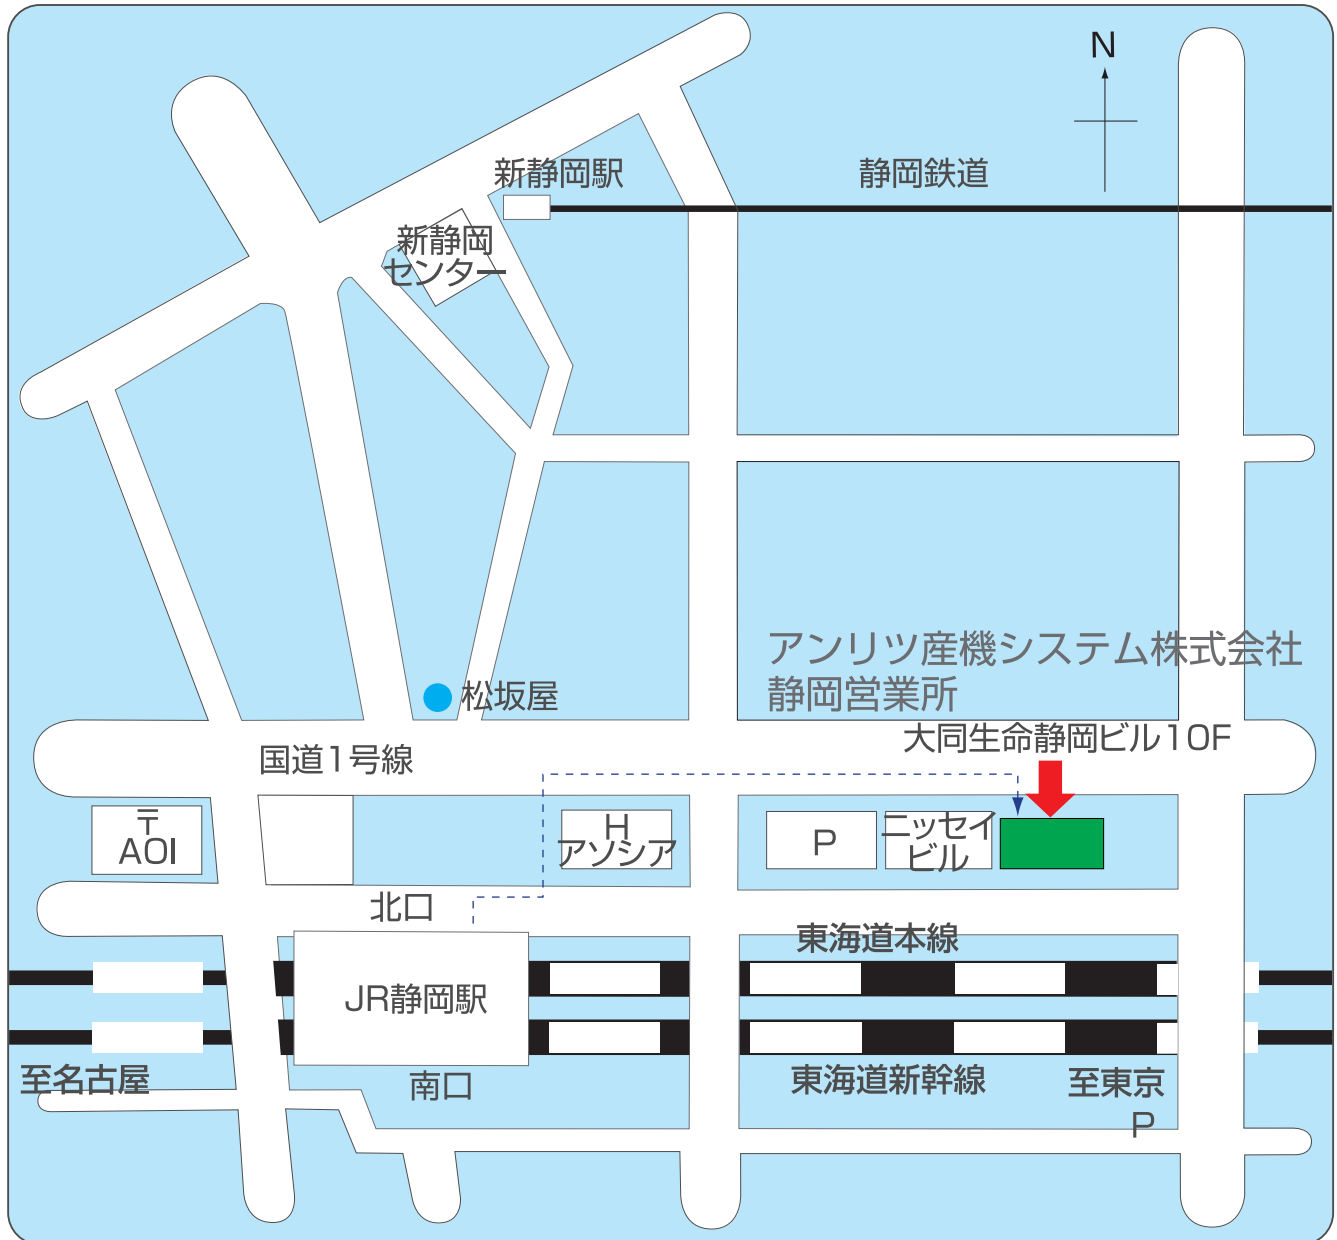 N
新静岡駅
静岡鉄道
新静岡
センター
アンリツ産機システム株式会社
静岡営業所
松坂屋
大同生命静岡ビル10F
国道1号線
〒
AOI
H
アソシア
P
ニッセイ
ビル
北口
東海道本線
JR静岡駅
至名古屋
南口
東海道新幹線
至東京
P